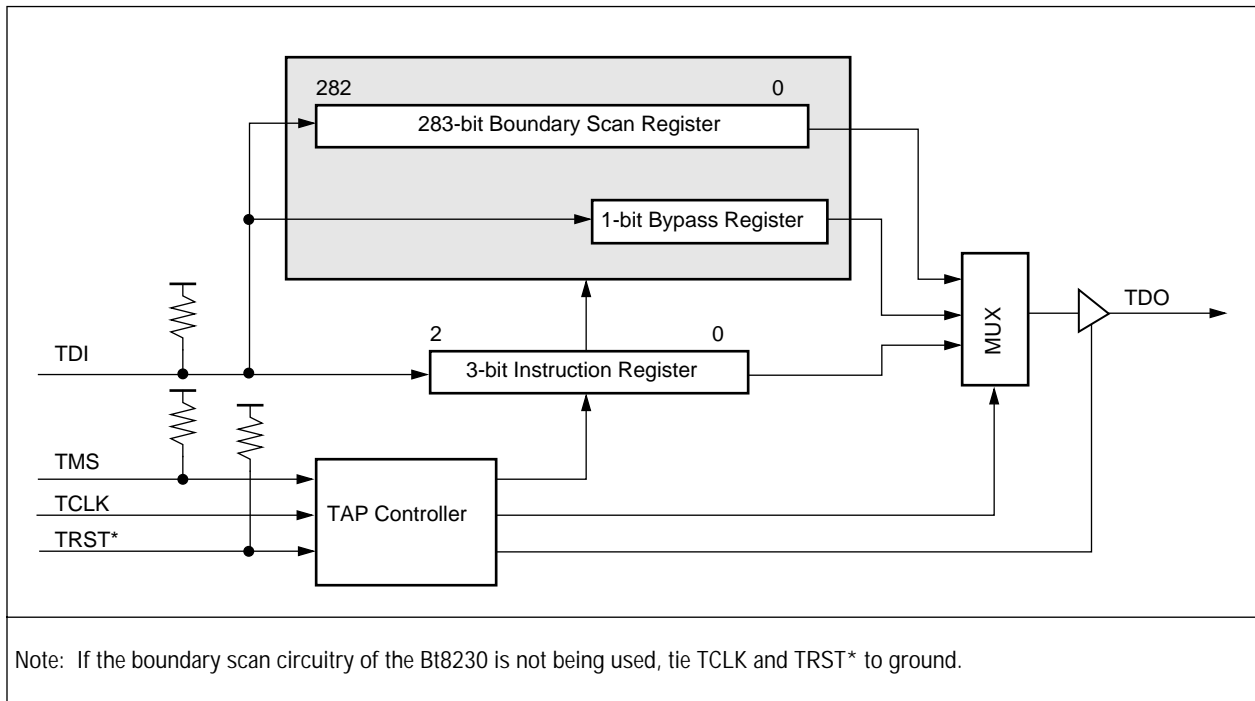 282 0
283-bit Boundary Scan Register
1-bit Bypass Register
TDO
MUX
2 0
TDI
3-bit Instruction Register
TMS
TCLK
TAP Controller
TRST*
Note: If the boundary scan circuitry of the Bt8230 is not being used, tie TCLK and TRST* to ground.